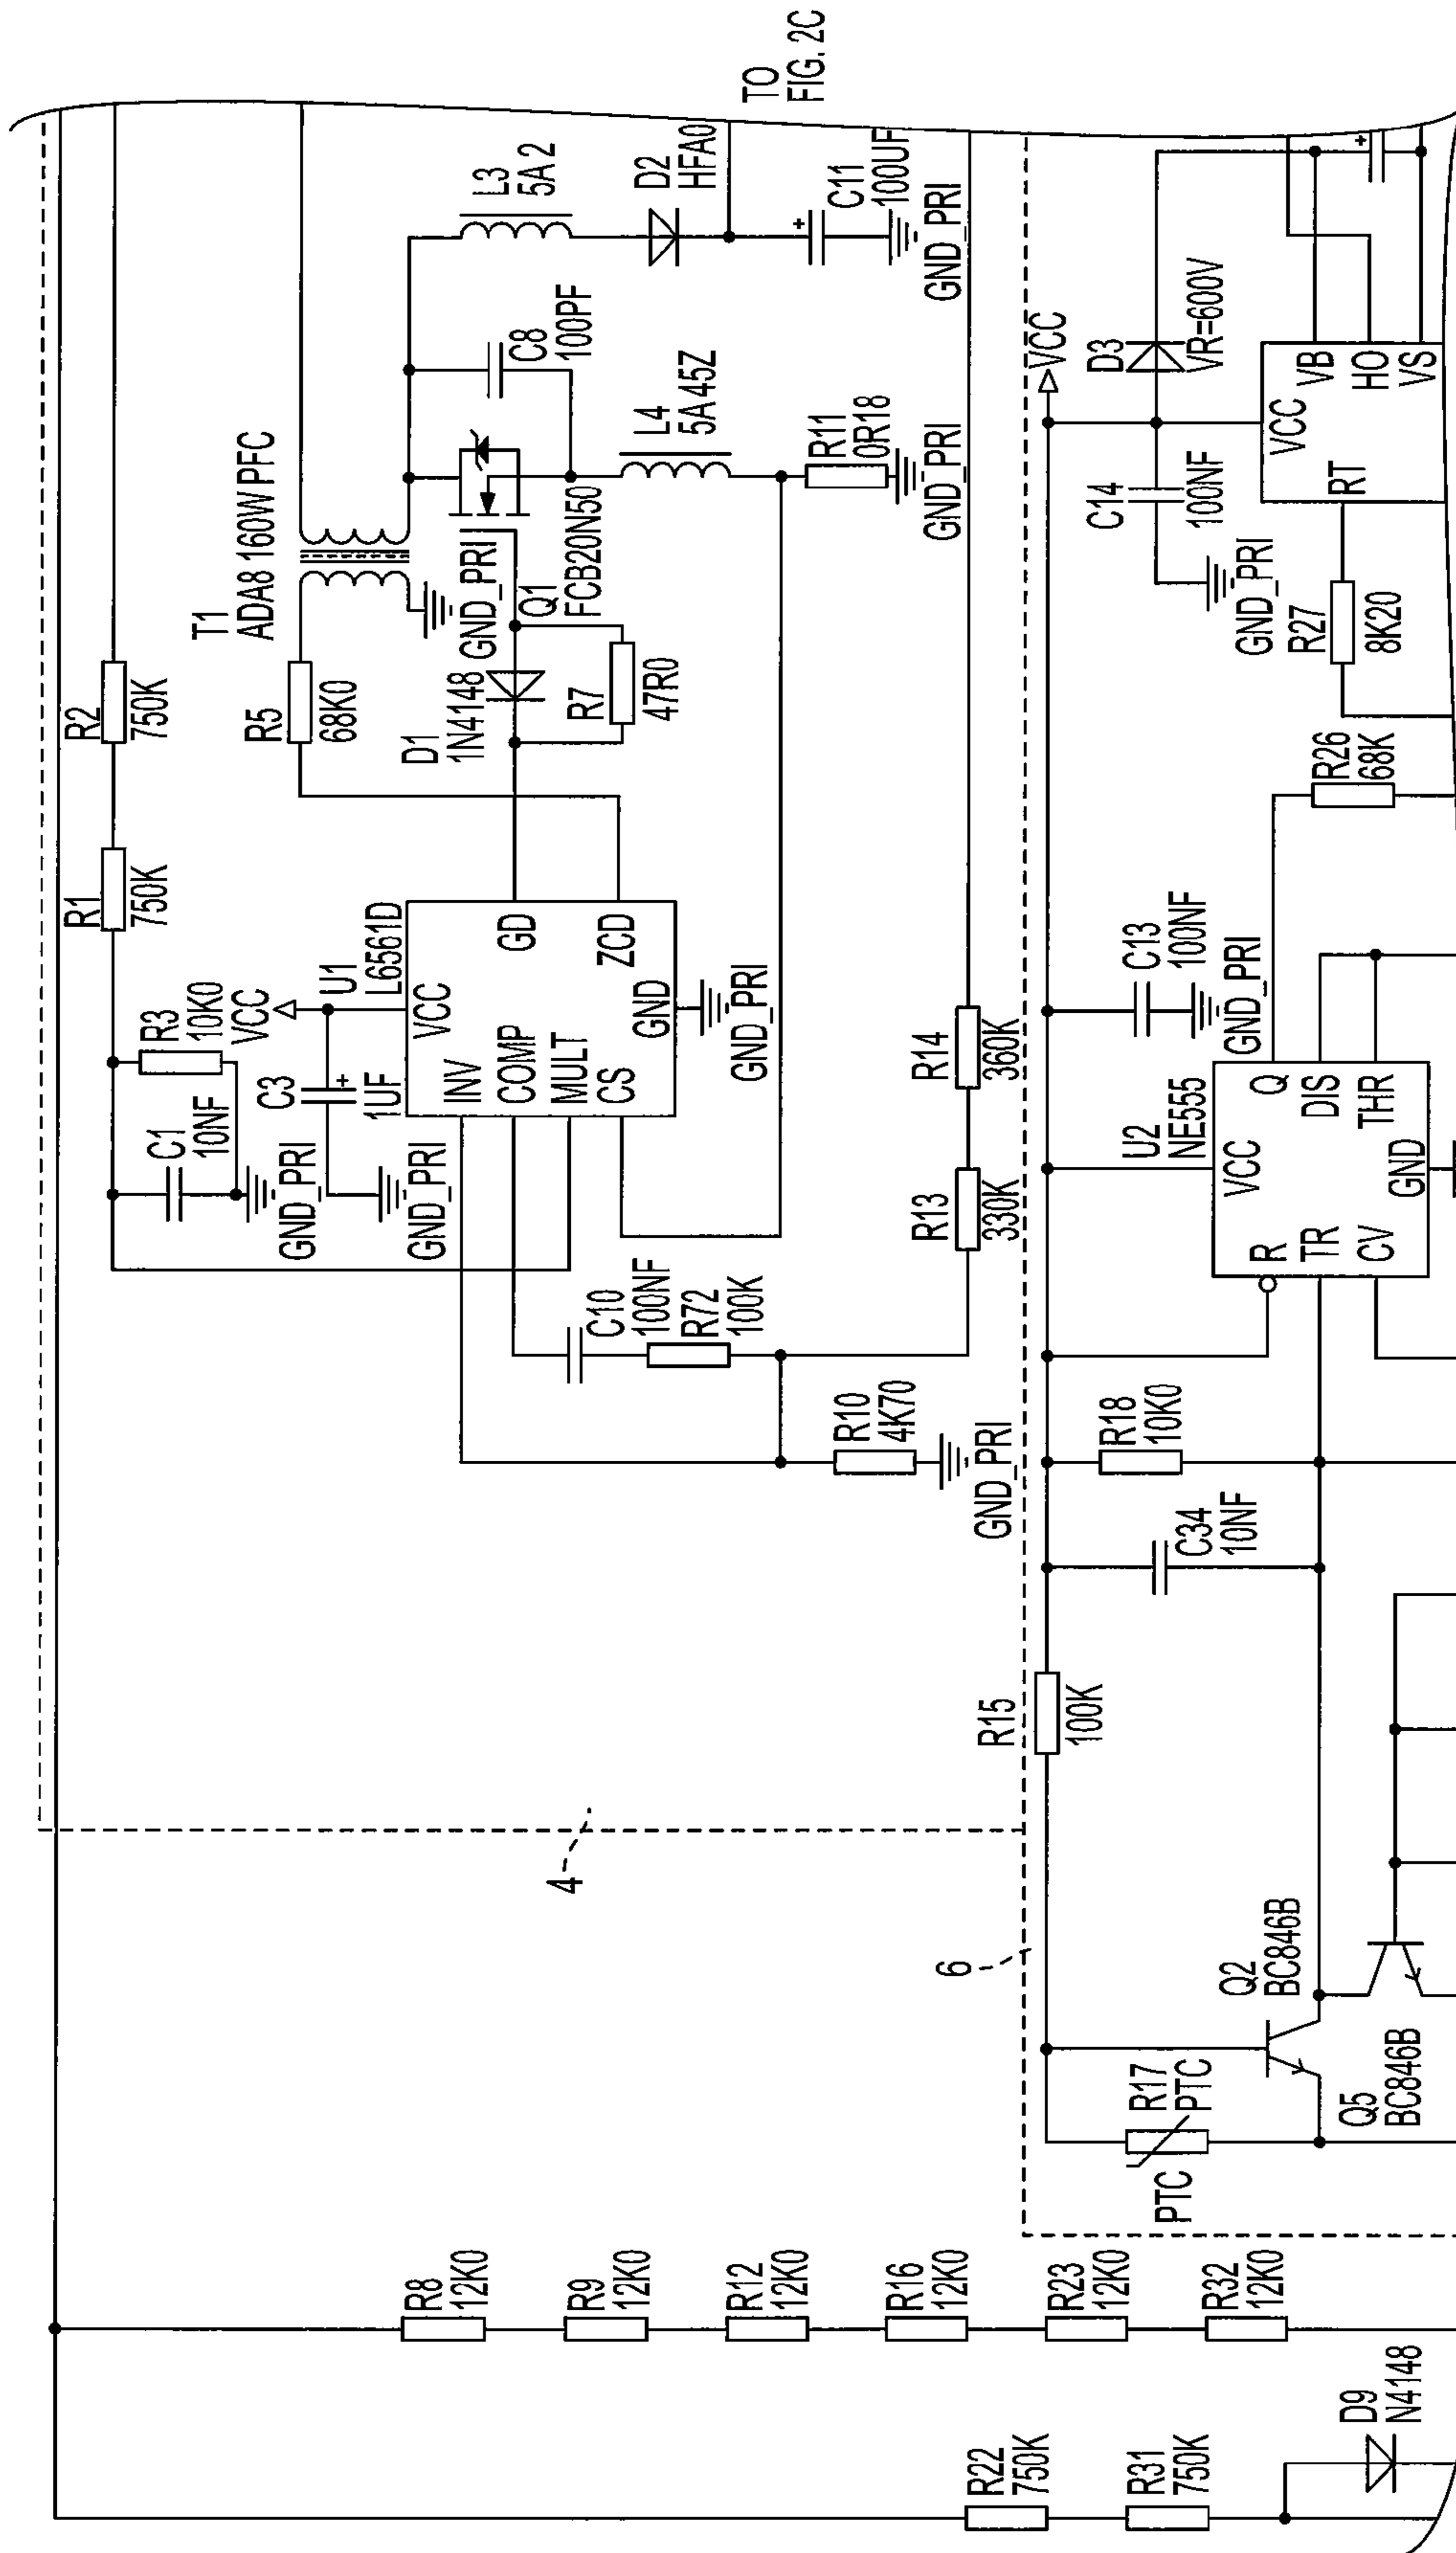 TO
FIG. 2C
R2
750K
R1
750K
T1
ADA8 160W PFC
R5
68K0
L3
5A 2
D2
HFA0
C11
100UF
GND_PRI
C8
100PF
L4
5A45Z
R11
0R18
GND_PRI
GND_PRI
Q1
FCB20N50
D1
1N4148
R7
47R0
R3
10K0
VCC
C1
10NF
GND_PRI
C3
1UF
+
GND_PRI
U1
L6561D
VCC
INV
COMP
MULT
CS
GD
ZCD
GND
GND_PRI
C10
100NF
R72
100K
R10
4K70
GND_PRI
R13
330K
R14
360K
4
6
VCC
D3
VR=600V
C14
100NF
GND_PRI
VCC
VB
HO
VS
RT
R27
8K20
R26
68K
C13
100NF
GND_PRI
U2
NE555
VCC
R
TR
CV
Q
DIS
THR
GND
R18
10K0
C34
10NF
R15
100K
Q2
BC846B
Q5
BC846B
R17
PTC
PTC
R8
12K0
R9
12K0
R12
12K0
R16
12K0
R23
12K0
R32
12K0
R22
750K
R31
750K
D9
N4148